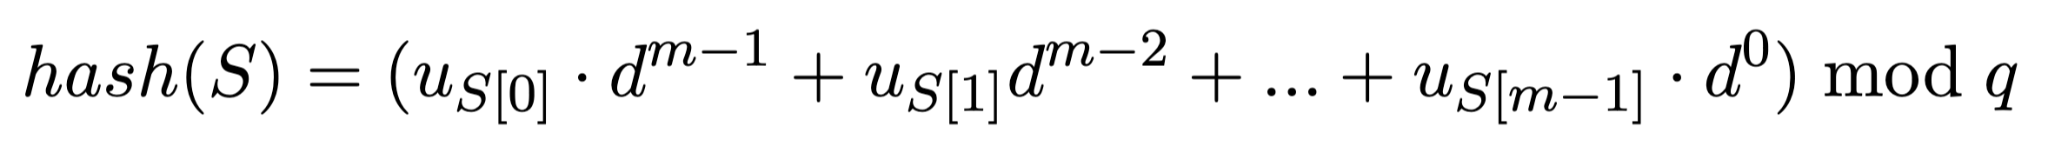 hash(S) = (u_{S[0]} · d^{m−1} + u_{S[1]}d^{m−2} + ... + u_{S[m−1]} · d^0) mod q